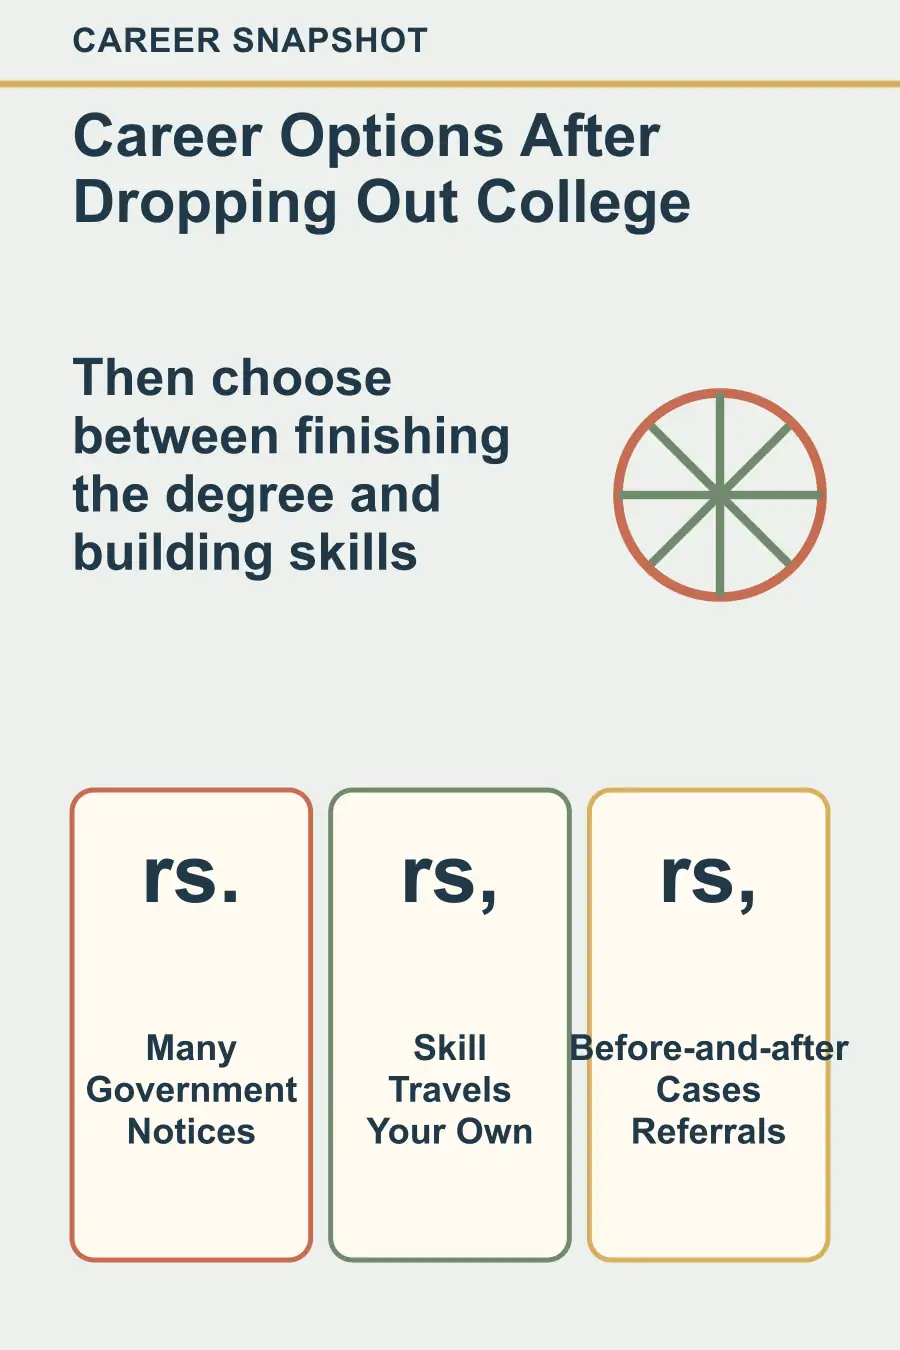 CAREER SNAPSHOT
Career Options After
Dropping Out College
Then choose
between finishing
the degree and
building skills
rs.
Many
Government
Notices
rs,
Skill
Travels
Your Own
rs,
Before-and-after
Cases
Referrals